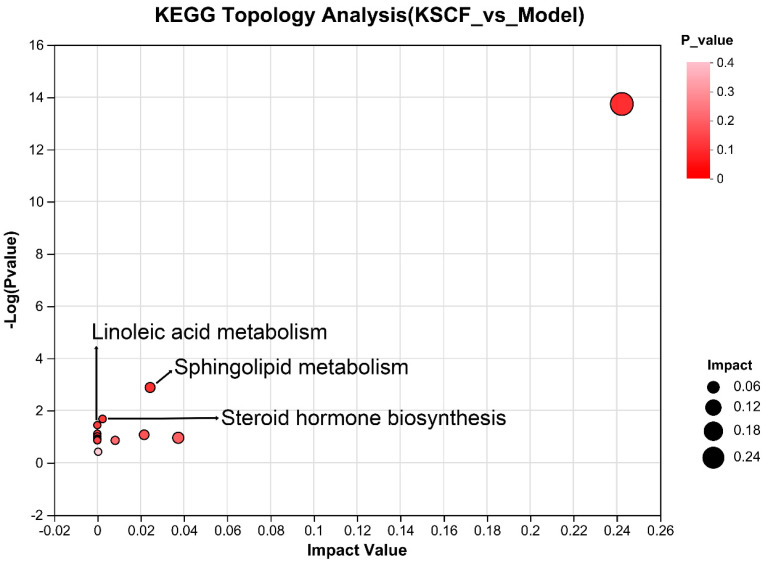 KEGG Topology Analysis(KSCF_vs_Model)
P_value
0.4
0.3
0.2
0.1
0
16
14
12
10
8
6
4
2
0
-2
-Log(Pvalue)
Linoleic acid metabolism
Sphingolipid metabolism
Steroid hormone biosynthesis
Impact
0.06
0.12
0.18
0.24
-0.02 0 0.02 0.04 0.06 0.08 0.1 0.12 0.14 0.16 0.18 0.2 0.22 0.24 0.26
Impact Value